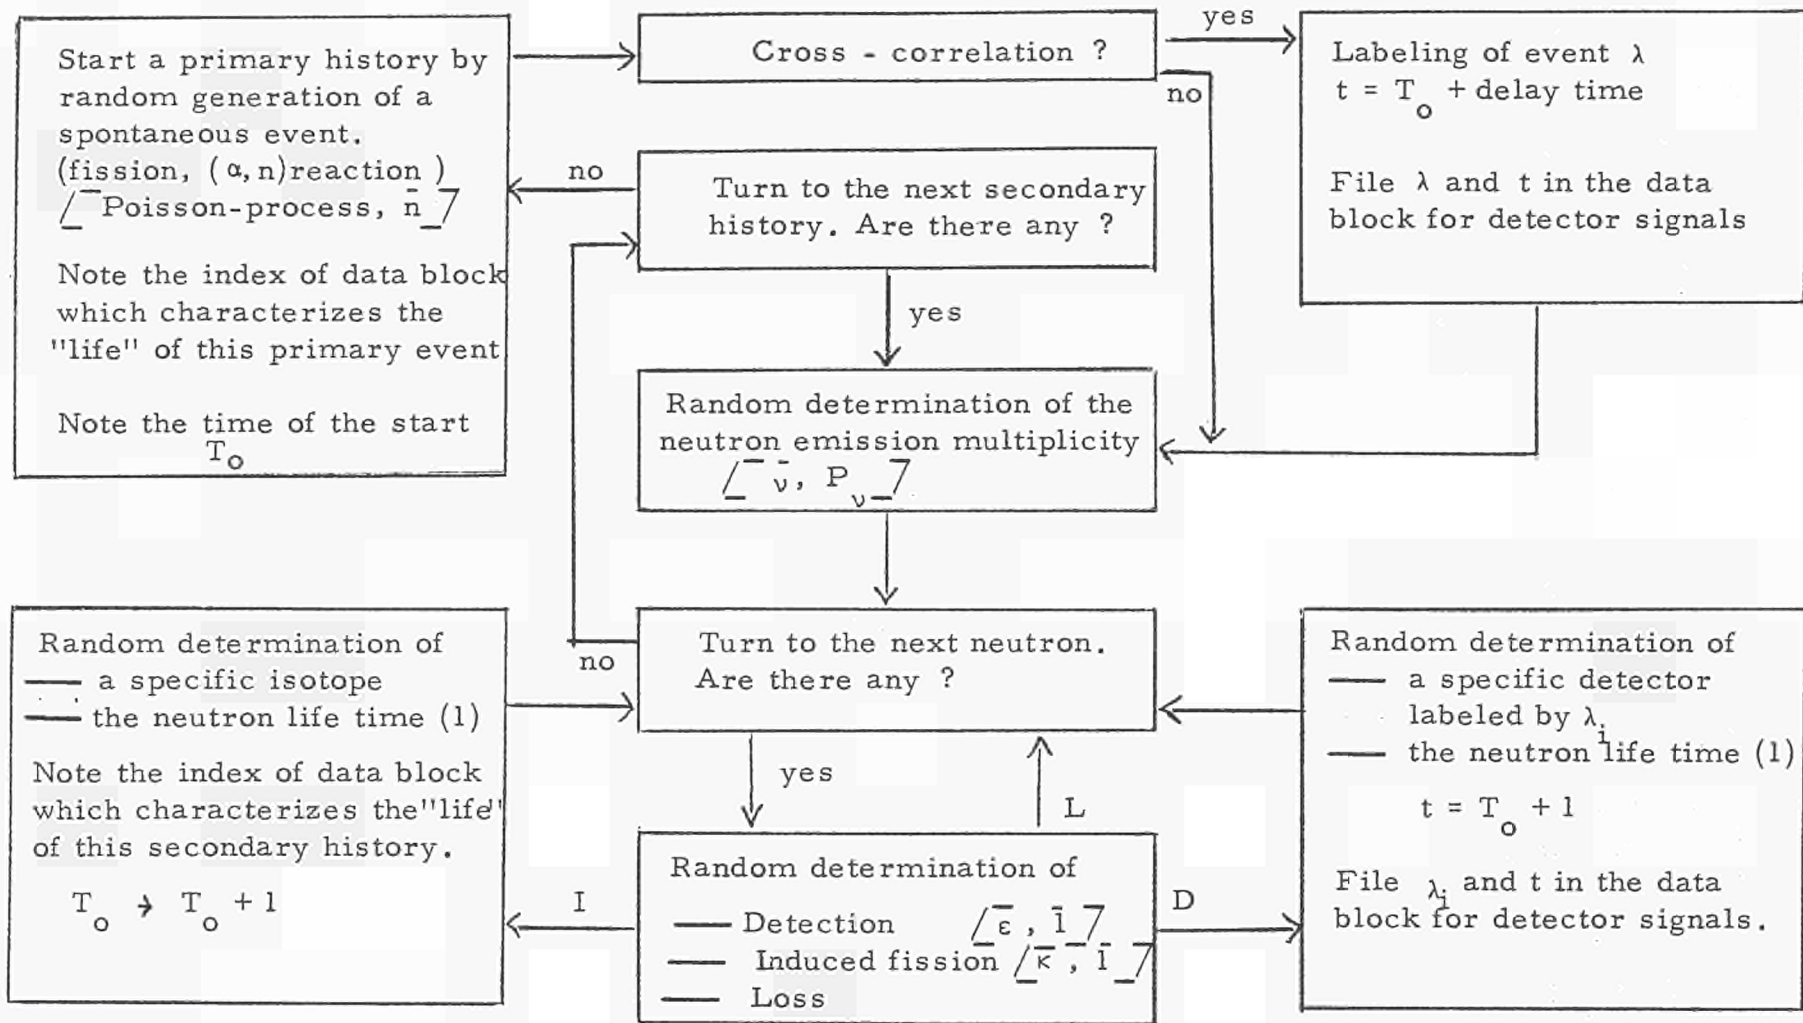 Start a primary history by
random generation of a
spontaneous event.
(fission, (α,n)reaction )
[ Poisson-process, n̄ ]
Note the index of data block
which characterizes the
"life" of this primary event
Note the time of the start
T₀
Cross - correlation ?
yes
no
Labeling of event λ
t = T₀ + delay time
File λ and t in the data
block for detector signals
Turn to the next secondary
history. Are there any ?
no
yes
Random determination of the
neutron emission multiplicity
[ ν̄, P_ν ]
Turn to the next neutron.
Are there any ?
no
yes
L
Random determination of
— a specific isotope
— the neutron life time (l)
Note the index of data block
which characterizes the"life"
of this secondary history.
T₀ → T₀ + l
I
Random determination of
— Detection [ ε, l̄ ]
— Induced fission [ κ, l̄ ]
— Loss
D
Random determination of
— a specific detector
labeled by λᵢ
— the neutron life time (l)
t = T₀ + l
File λᵢ and t in the data
block for detector signals.